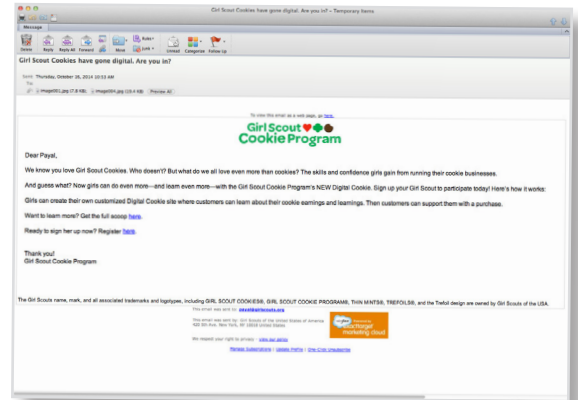 Girl Scout Cookies have gone digital. Are you in? – Temporary Items
Message
Delete Reply Reply All Forward Move Rules Junk Unread Categorize Follow Up
Girl Scout Cookies have gone digital. Are you in?
Sent: Thursday, October 16, 2014 10:53 AM
To:
image001.jpg (7.8 KB) image004.jpg (19.4 KB) Preview All
To view this email as a web page, go here.
Girl Scout
Cookie Program
Dear Payal,
We know you love Girl Scout Cookies. Who doesn't? But what do we all love even more than cookies? The skills and confidence girls gain from running their cookie businesses.
And guess what? Now girls can do even more—and learn even more—with the Girl Scout Cookie Program's NEW Digital Cookie. Sign up your Girl Scout to participate today! Here's how it works:
Girls can create their own customized Digital Cookie site where customers can learn about their cookie earnings and learnings. Then customers can support them with a purchase.
Want to learn more? Get the full scoop here.
Ready to sign her up now? Register here.
Thank you!
Girl Scout Cookie Program
The Girl Scouts name, mark, and all associated trademarks and logotypes, including GIRL SCOUT COOKIES®, GIRL SCOUT COOKIE PROGRAM®, THIN MINTS®, TREFOILS®, and the Trefoil design are owned by Girl Scouts of the USA.
This email was sent to:
This email was sent by: Girl Scouts of the United States of America
420 5th Ave, New York, NY, 10018 United States
exacttarget
marketing cloud
We respect your right to privacy - view our policy
Manage Subscriptions | Update Profile | One-Click Unsubscribe